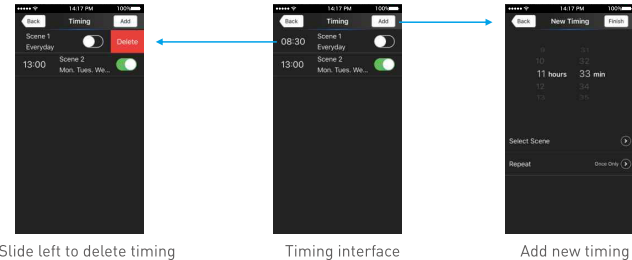 14:17 PM 100%
Back Timing Add
Scene 1
Everyday
Delete
13:00
Scene 2
Mon. Tues. We...
14:17 PM 100%
Back Timing Add
08:30
Scene 1
Everyday
13:00
Scene 2
Mon. Tues. We...
14:17 PM 100%
Back New Timing Finish
10 32
11 hours 33 min
12 34
Select Scene
Repeat Once Only
Slide left to delete timing
Timing interface
Add new timing